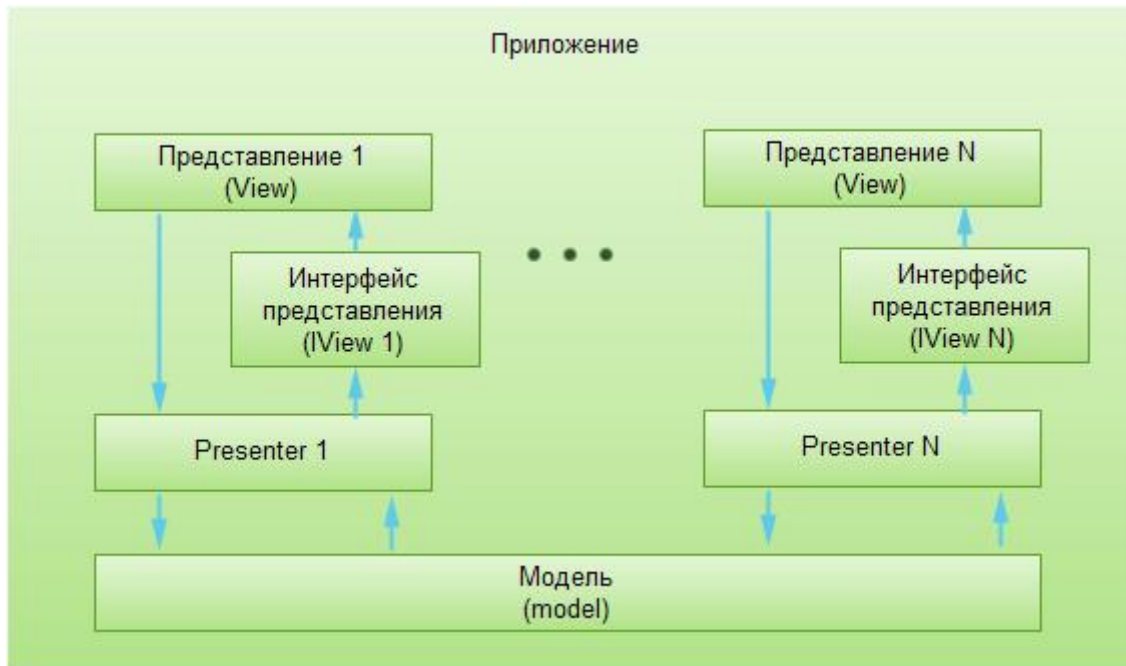 Приложение
Представление 1
(View)
Представление N
(View)
Интерфейс
представления
(IView 1)
Интерфейс
представления
(IView N)
Presenter 1
Presenter N
Модель
(model)